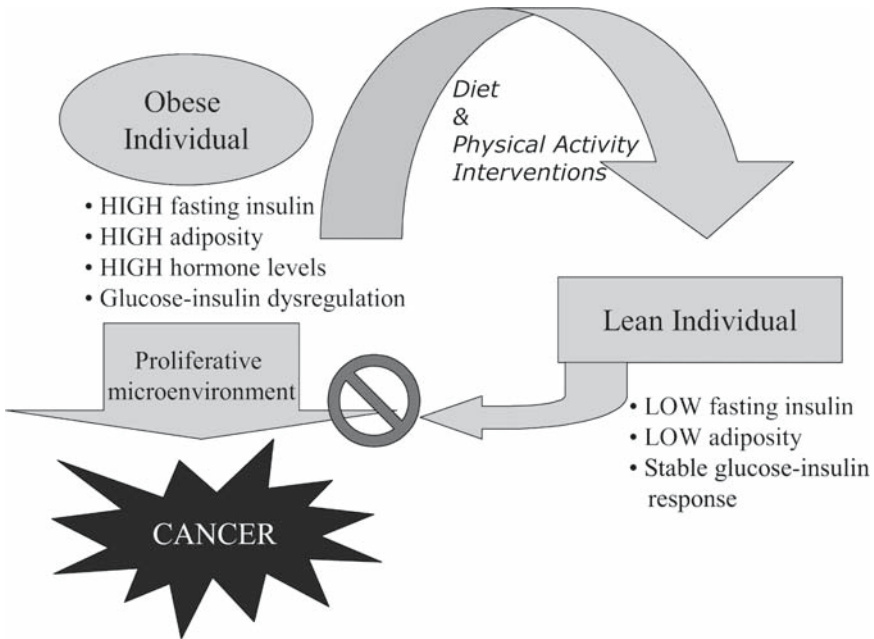 Obese
Individual
• HIGH fasting insulin
• HIGH adiposity
• HIGH hormone levels
• Glucose-insulin dysregulation
Diet
&
Physical Activity
Interventions
Proliferative
microenvironment
CANCER
Lean Individual
• LOW fasting insulin
• LOW adiposity
• Stable glucose-insulin
response